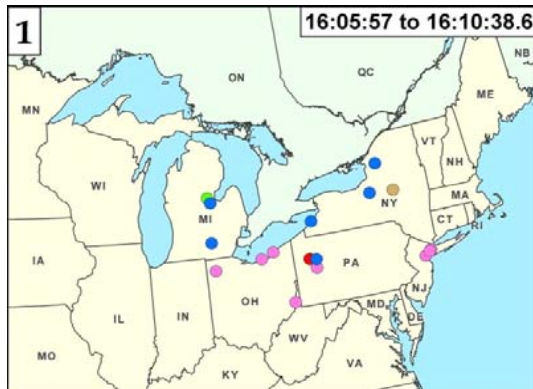 1
16:05:57 to 16:10:38.6
NB
ON
QC
ME
MN
VT
NH
WI
MA
NY
MI
CT
RI
IA
PA
NJ
OH
IL
IN
MD
DE
WV
MO
VA
KY